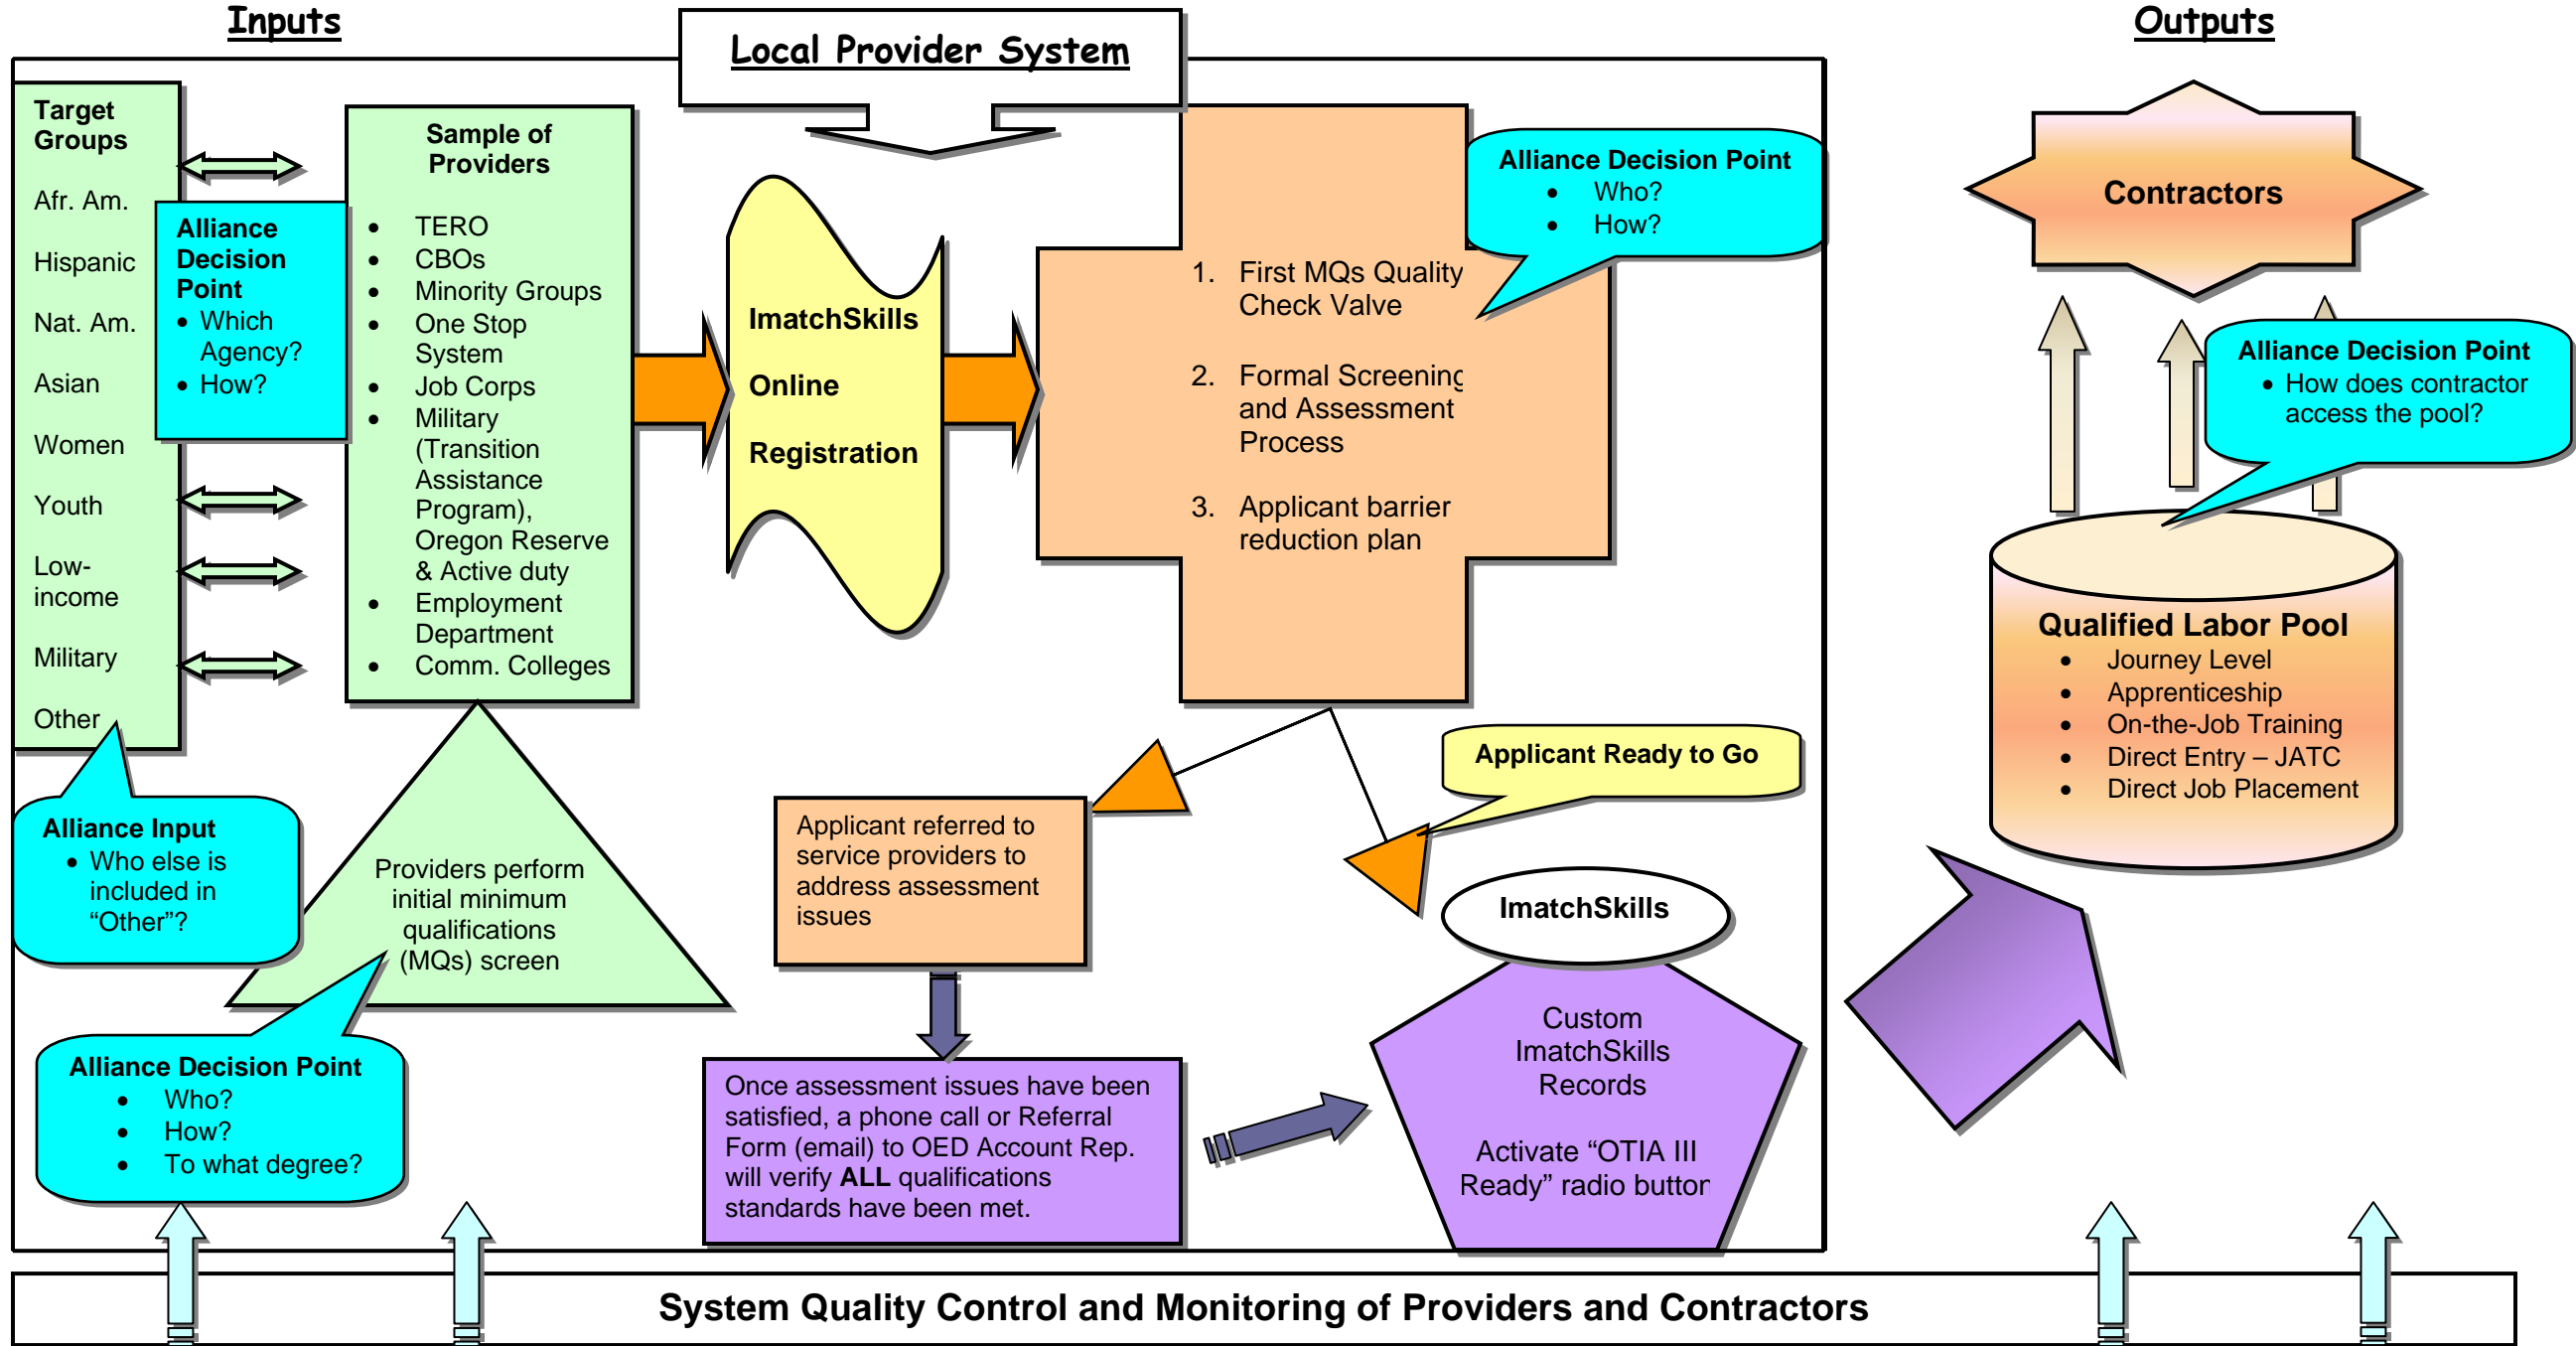 Inputs
Local Provider System
Outputs
Target
Groups
Afr. Am.
Hispanic
Nat. Am.
Asian
Women
Youth
Low-
income
Military
Other
Alliance
Decision
Point
• Which
Agency?
• How?
Sample of
Providers
• TERO
• CBOs
• Minority Groups
• One Stop
System
• Job Corps
• Military
(Transition
Assistance
Program),
Oregon Reserve
& Active duty
• Employment
Department
• Comm. Colleges
ImatchSkills
Online
Registration
1. First MQs Quality
Check Valve
2. Formal Screening
and Assessment
Process
3. Applicant barrier
reduction plan
Alliance Decision Point
• Who?
• How?
Contractors
Alliance Decision Point
• How does contractor
access the pool?
Qualified Labor Pool
• Journey Level
• Apprenticeship
• On-the-Job Training
• Direct Entry – JATC
• Direct Job Placement
Alliance Input
• Who else is
included in
“Other”?
Providers perform
initial minimum
qualifications
(MQs) screen
Alliance Decision Point
• Who?
• How?
• To what degree?
Applicant referred to
service providers to
address assessment
issues
Applicant Ready to Go
ImatchSkills
Once assessment issues have been
satisfied, a phone call or Referral
Form (email) to OED Account Rep.
will verify ALL qualifications
standards have been met.
Custom
ImatchSkills
Records
Activate “OTIA III
Ready” radio button
System Quality Control and Monitoring of Providers and Contractors